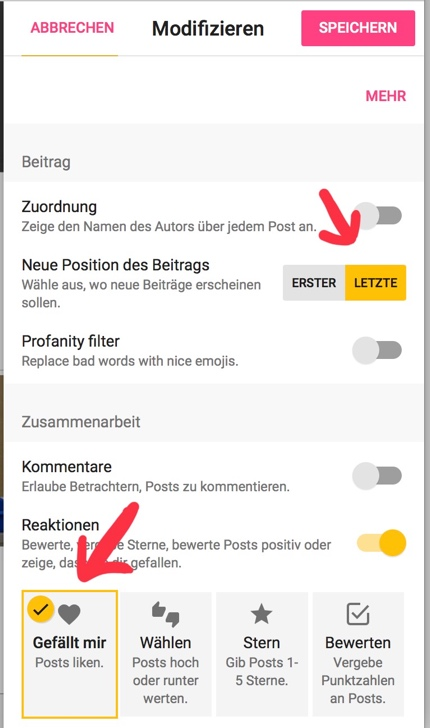 ABBRECHEN Modifizieren SPEICHERN
MEHR
Beitrag
Zuordnung
Zeige den Namen des Autors über jedem Post an.
Neue Position des Beitrags
Wähle aus, wo neue Beiträge erscheinen
sollen.
ERSTER LETZTE
Profanity filter
Replace bad words with nice emojis.
Zusammenarbeit
Kommentare
Erlaube Betrachtern, Posts zu kommentieren.
Reaktionen
Bewerte, Sterne, bewerte Posts positiv oder
zeige, dir gefallen.
Gefällt mir
Posts liken.
Wählen
Posts hoch
oder runter
werten.
Stern
Gib Posts 1-
5 Sterne.
Bewerten
Vergebe
Punktzahlen
an Posts.